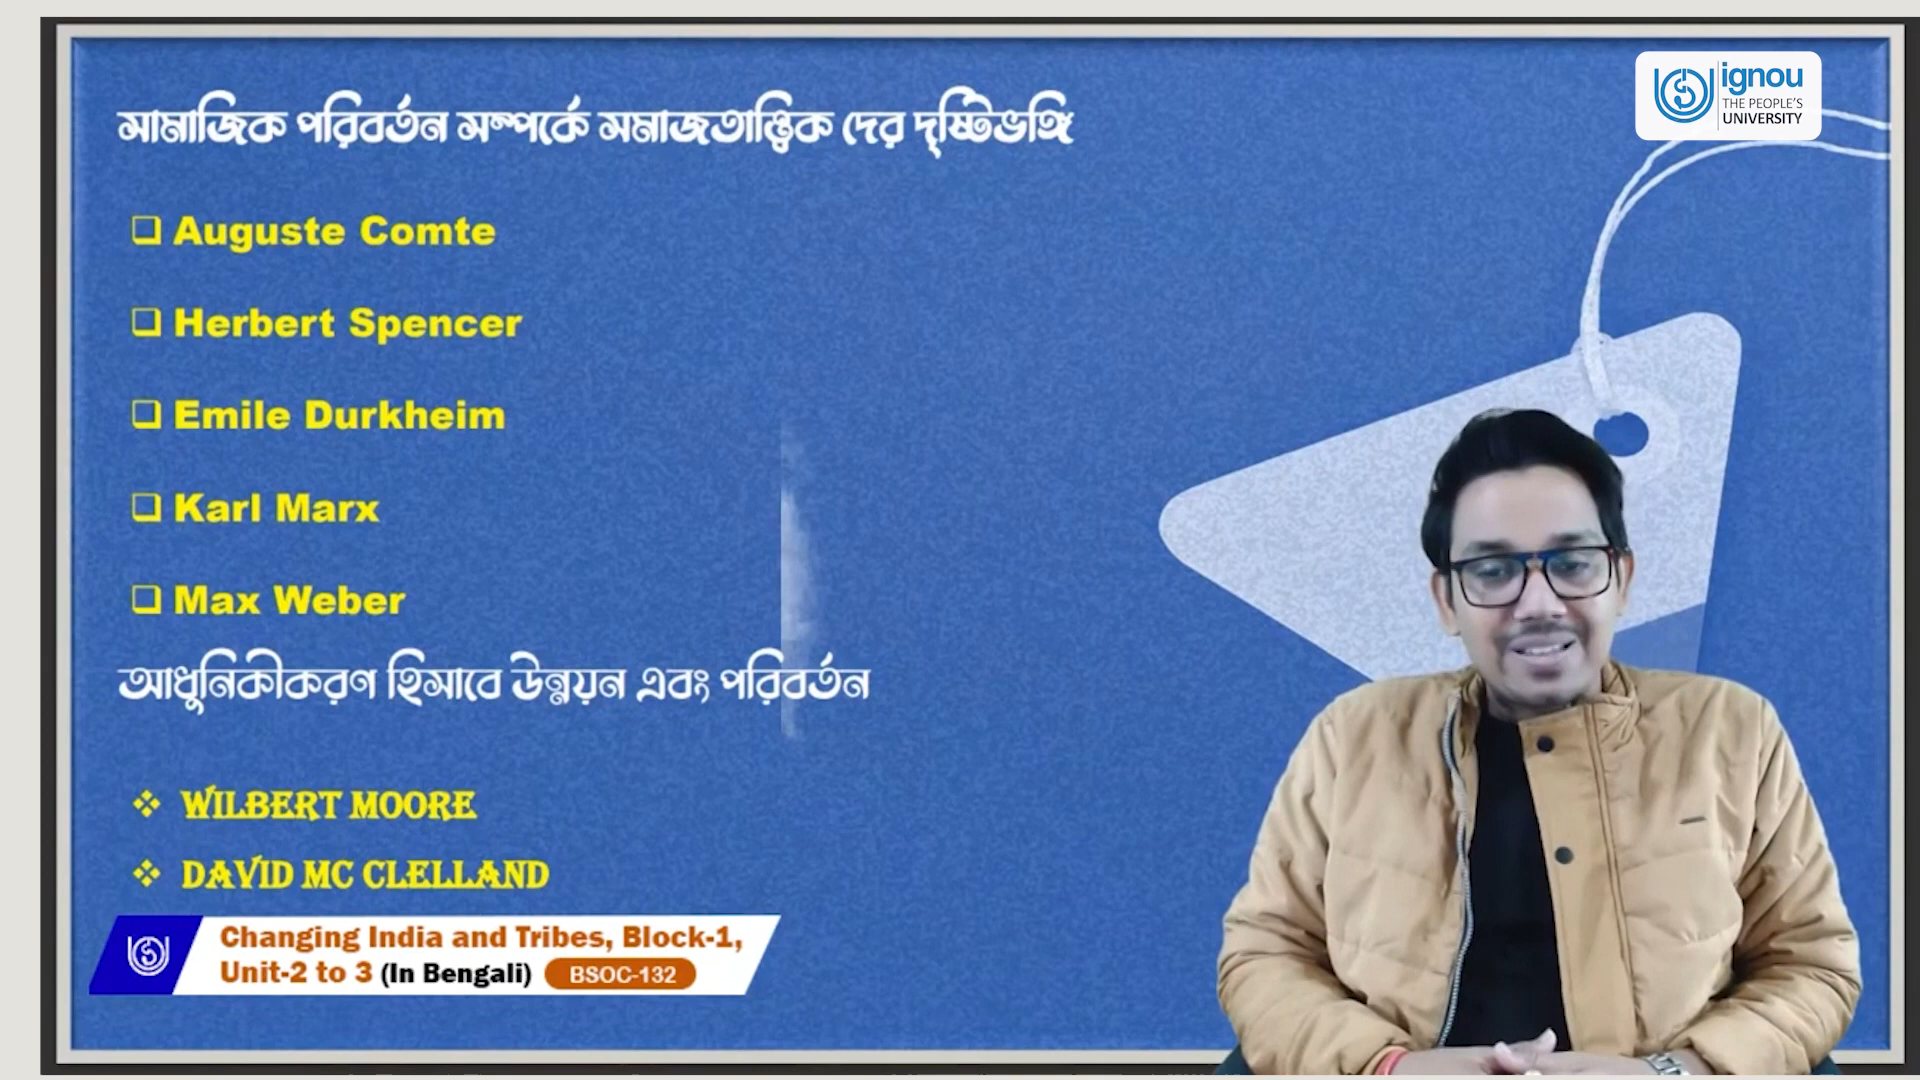 ignou
THE PEOPLE'S
UNIVERSITY
সামাজিক পরিবর্তন সম্পর্কে সমাজতাত্ত্বিক দের দৃষ্টিভঙ্গি
❑ Auguste Comte
❑ Herbert Spencer
❑ Emile Durkheim
❑ Karl Marx
❑ Max Weber
আধুনিকীকরণ হিসাবে উন্নয়ন এবং পরিবর্তন
❖ WILBERT MOORE
❖ DAVID MC CLELLAND
Changing India and Tribes, Block-1,
Unit-2 to 3 (In Bengali) BSOC-132